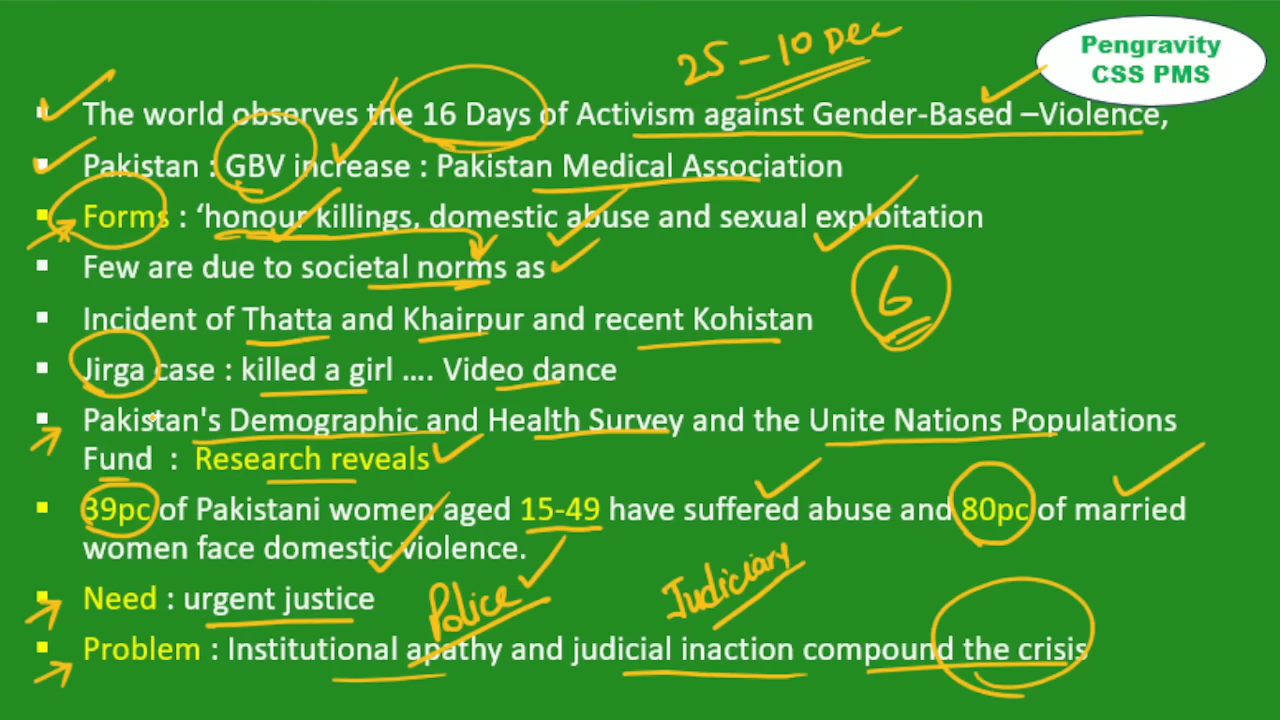 25 - 10 Dec
Pengravity
CSS PMS
The world observes the 16 Days of Activism against Gender-Based –Violence,
Pakistan : GBV increase : Pakistan Medical Association
Forms : ‘honour killings, domestic abuse and sexual exploitation
Few are due to societal norms as
6
Incident of Thatta and Khairpur and recent Kohistan
Jirga case : killed a girl …. Video dance
Pakistan's Demographic and Health Survey and the Unite Nations Populations
Fund : Research reveals
39pc of Pakistani women aged 15-49 have suffered abuse and 80pc of married
women face domestic violence.
Need : urgent justice
Police
Judiciary
Problem : Institutional apathy and judicial inaction compound the crisis